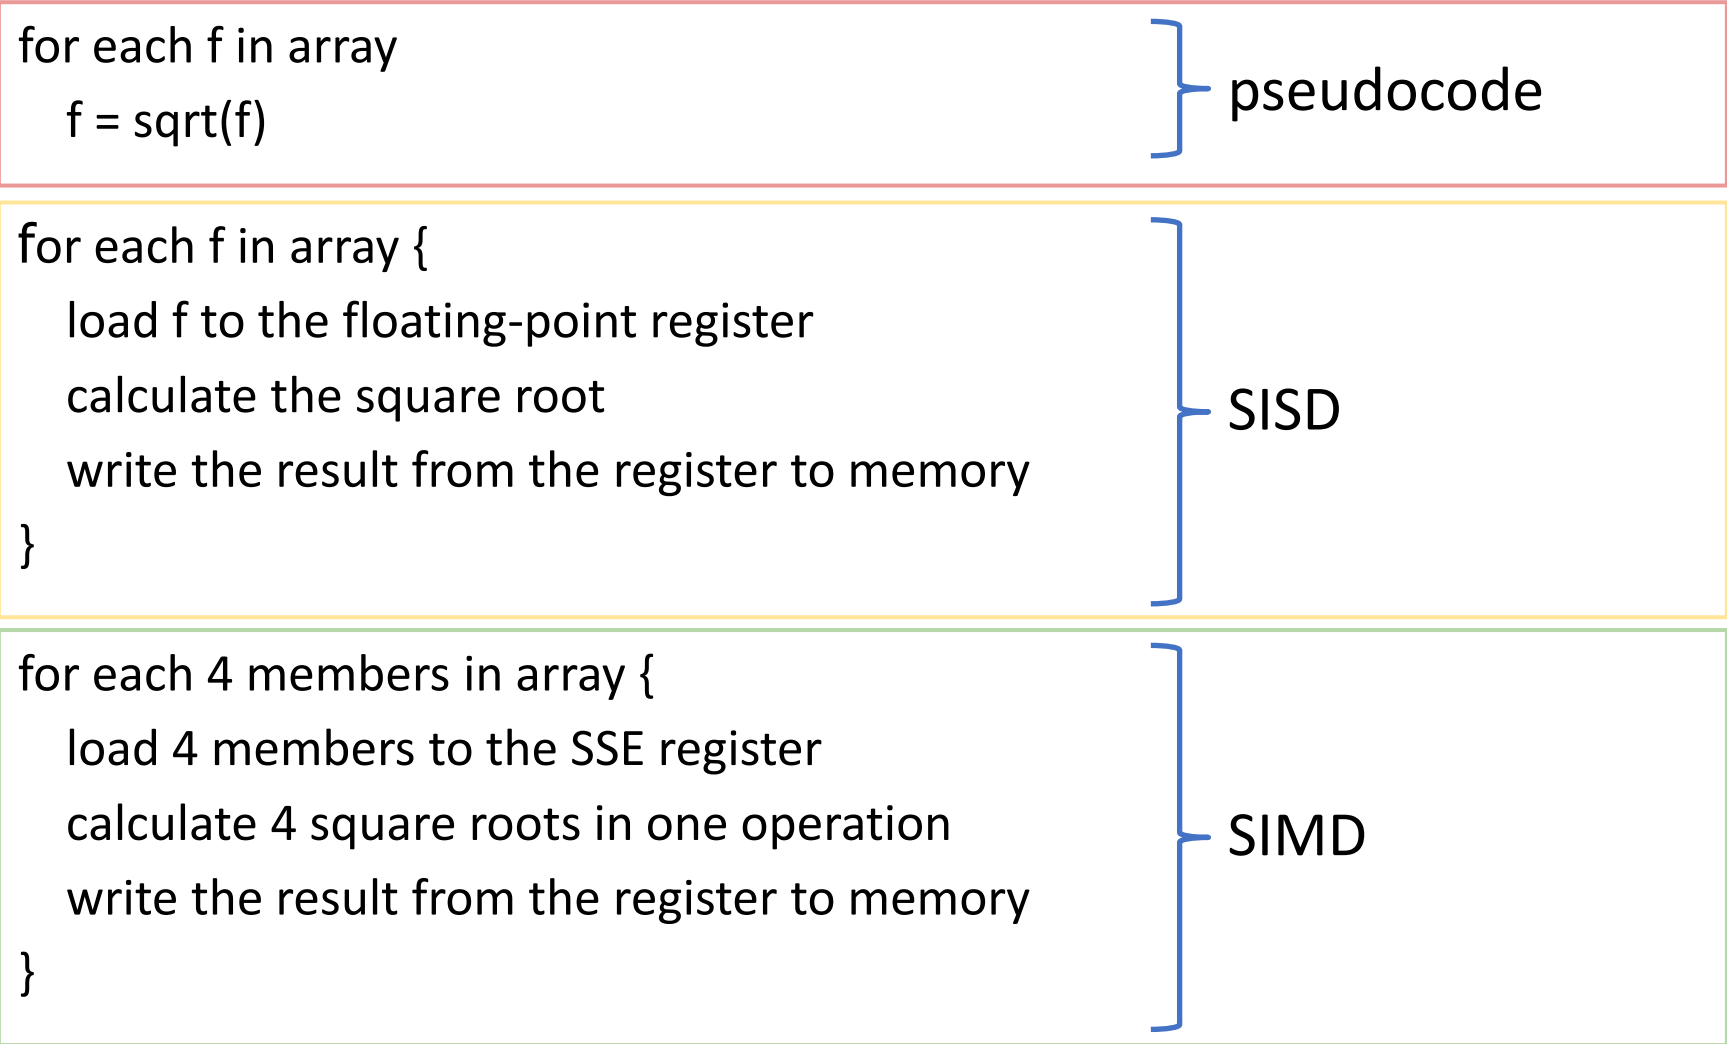 for each f in array
f = sqrt(f)
pseudocode
for each f in array {
load f to the floating-point register
calculate the square root
write the result from the register to memory
}
SISD
for each 4 members in array {
load 4 members to the SSE register
calculate 4 square roots in one operation
write the result from the register to memory
}
SIMD